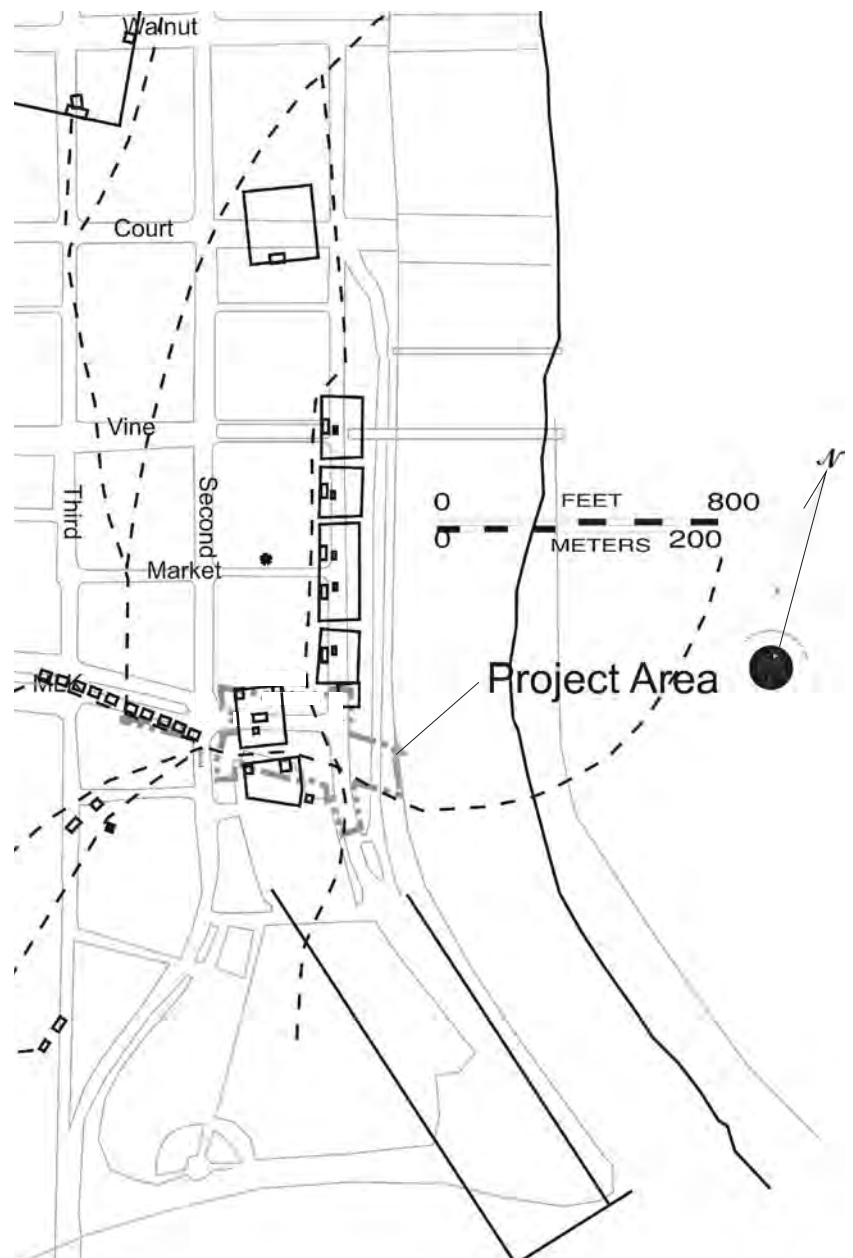 Walnut
Court
Vine
Third
Second
Market
0 FEET 800
0 METERS 200
N
Project Area